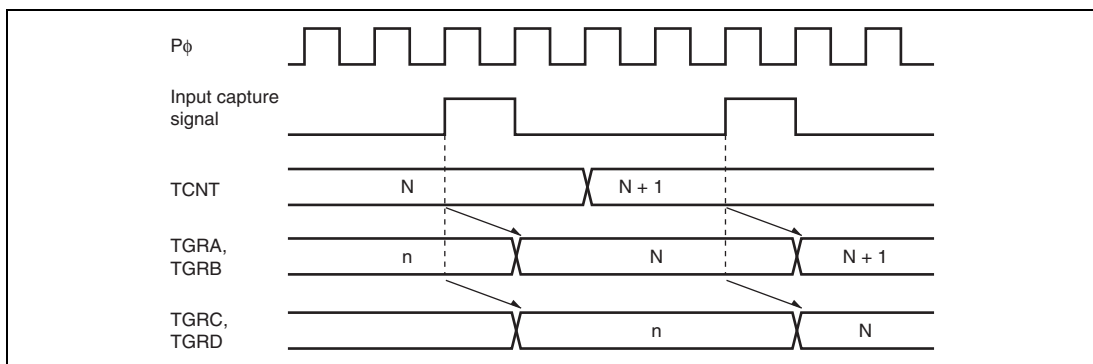 Pϕ
Input capture
signal
TCNT
N
N + 1
TGRA,
TGRB
n
N
N + 1
TGRC,
TGRD
n
N